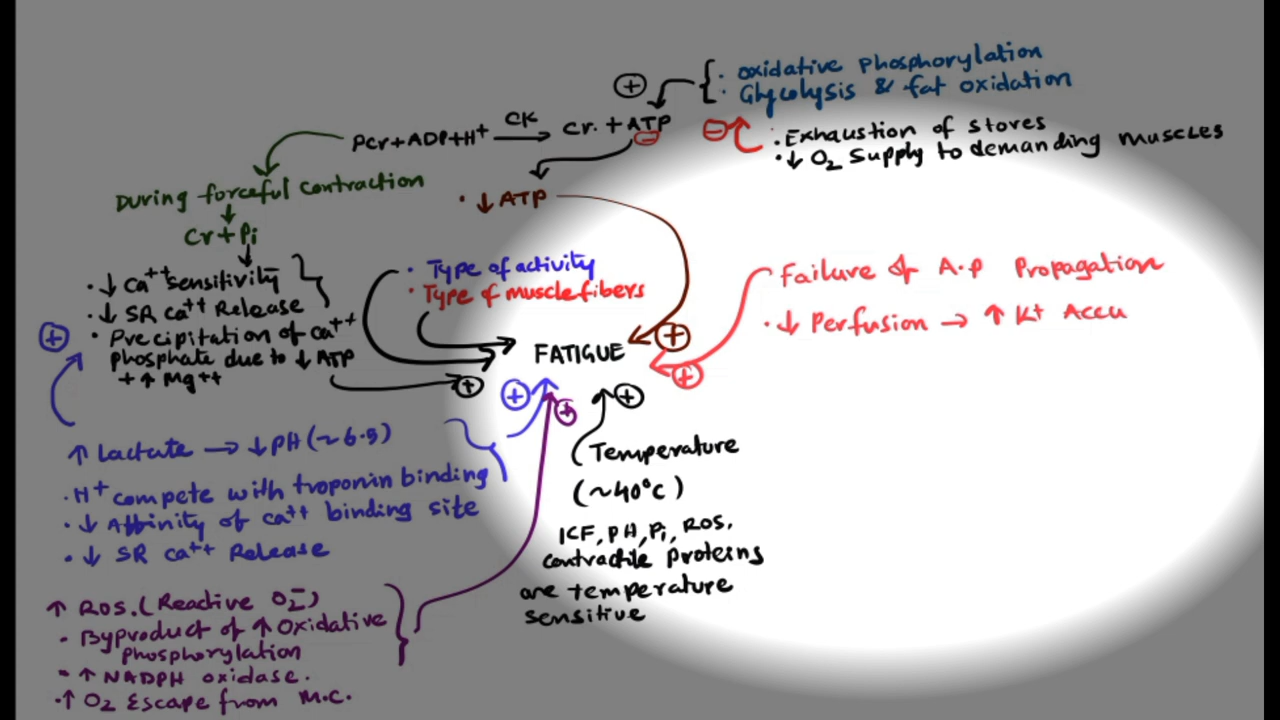 · oxidative phosphorylation
· Glycolysis & fat oxidation
+
PCr+ADP+H+ CK → Cr. + ATP
-
-
· Exhaustion of stores
· ↓ O2 supply to demanding muscles
During forceful contraction
↓
Cr + Pi
· ↓ ATP
· ↓ Ca++ sensitivity
· ↓ SR Ca++ Release
· Precipitation of Ca++
phosphate due to ↓ ATP
+ ↑ Mg++
+
· Type of activity
· Type of muscle fibers
Failure of A.P Propagation
· ↓ Perfusion → ↑ K+ Accu
FATIGUE
+
+
+
+
+
+
↑ Lactate → ↓ PH (~6.5)
· H+ compete with troponin binding
· ↓ Affinity of Ca++ binding site
· ↓ SR Ca++ Release
Temperature
(~40°C)
ICF, PH, Pi, ROS,
contractile proteins
are temperature
sensitive
↑ ROS. (Reactive O2-)
· Byproduct of ↑ Oxidative
phosphorylation
· ↑ NADPH oxidase.
· ↑ O2 Escape from M.C.